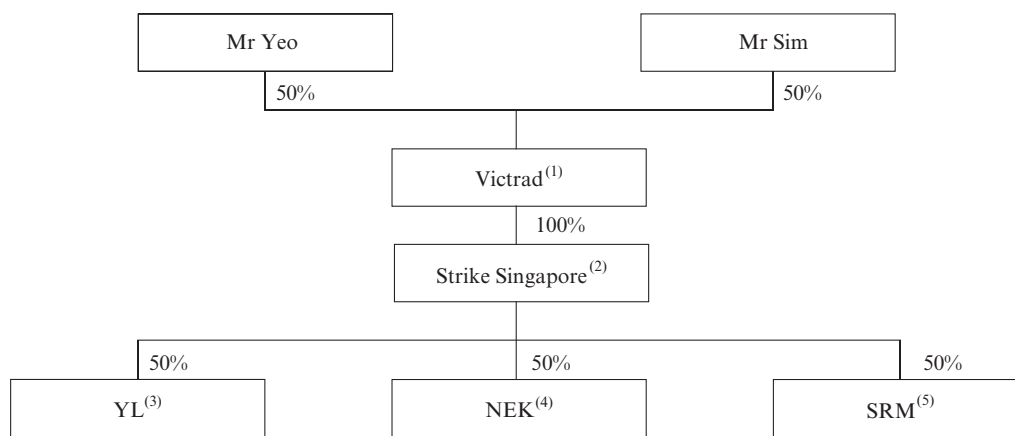 Mr Yeo
Mr Sim
50%
50%
Victrad(1)
100%
Strike Singapore(2)
50%
50%
50%
YL(3)
NEK(4)
SRM(5)